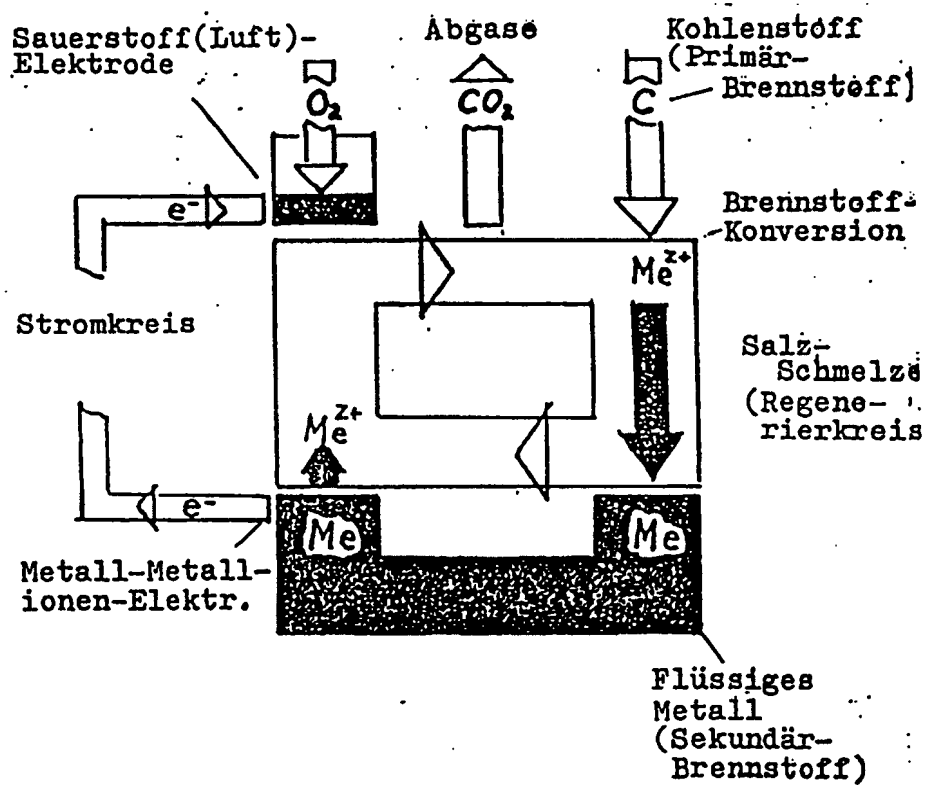 Sauerstoff(Luft)-
Elektrode
Abgase
Kohlenstoff
(Primär-
Brennstoff)
O₂
CO₂
C
e⁻
Brennstoff-
Konversion
Me^z+
Stromkreis
Salz-
Schmelze
(Regene-
rierkreis
Me^z+
e⁻
Me
Me
Metall-Metall-
ionen-Elektr.
Flüssiges
Metall
(Sekundär-
Brennstoff)